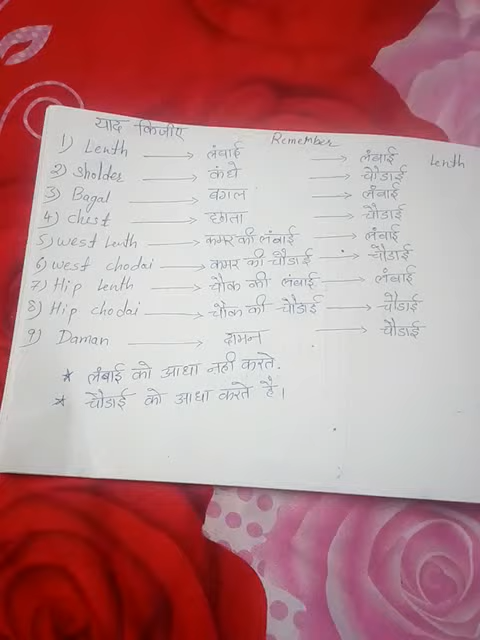 याद किजीए Remember
1) Lenth → लंबाई → लंबाई Lenth
2) Sholder → कंधे → चौडाई
3) Bagal → बगल → लंबाई
4) Chest → छाता → चौडाई
5) West Lenth → कमर की लंबाई → लंबाई
6) West chodai → कमर की चौडाई → चौडाई
7) Hip Lenth → चौक की लंबाई → लंबाई
8) Hip chodai → चौक की चौडाई → चौडाई
9) Daman → दामन → चौडाई
* लंबाई को आधा नही करते.
* चौडाई को आधा करते है।